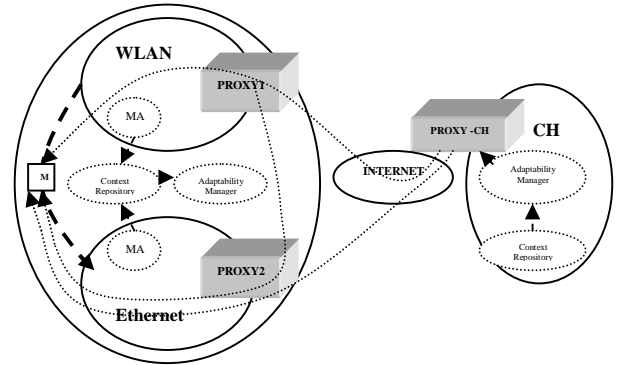 WLAN
PROXY1
MA
M
Context
Repository
Adaptability
Manager
MA
PROXY2
Ethernet
INTERNET
PROXY -CH
CH
Adaptability
Manager
Context
Repository